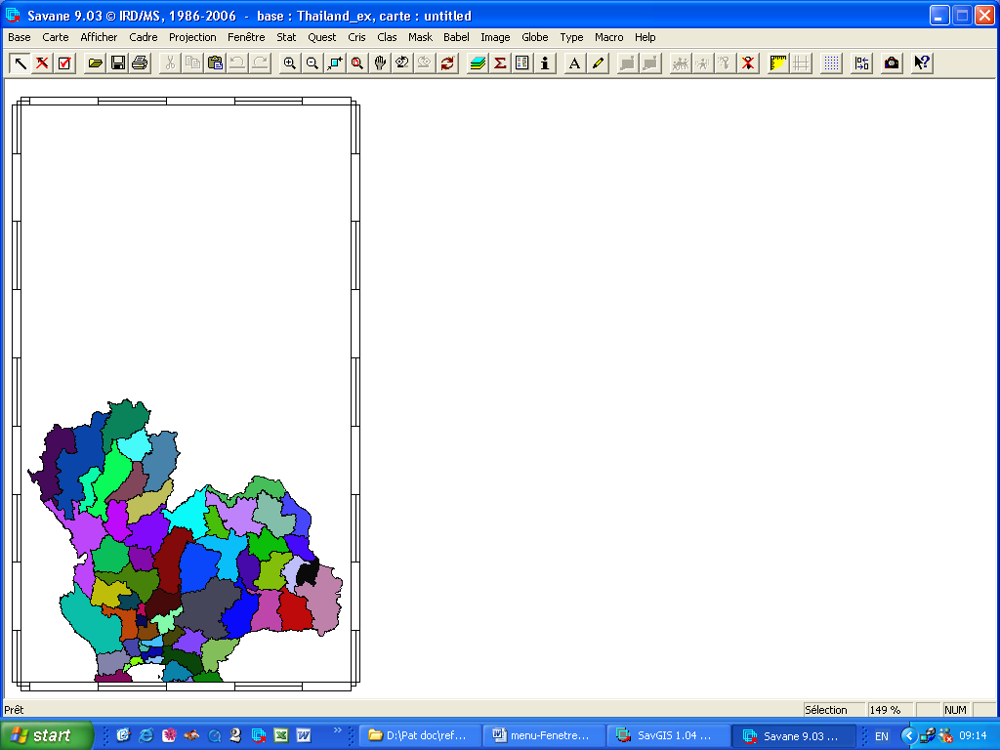 Savane 9.03 © IRD/MS, 1986-2006 - base : Thailand_ex, carte : untitled
Base Carte Afficher Cadre Projection Fenêtre Stat Quest Cris Clas Mask Babel Image Globe Type Macro Help
Prêt Sélection 149 % NUM
start D:\Pat doc\ref... menu-Fenetre... SavGIS 1.04 ... Savane 9.03 ... EN 09:14